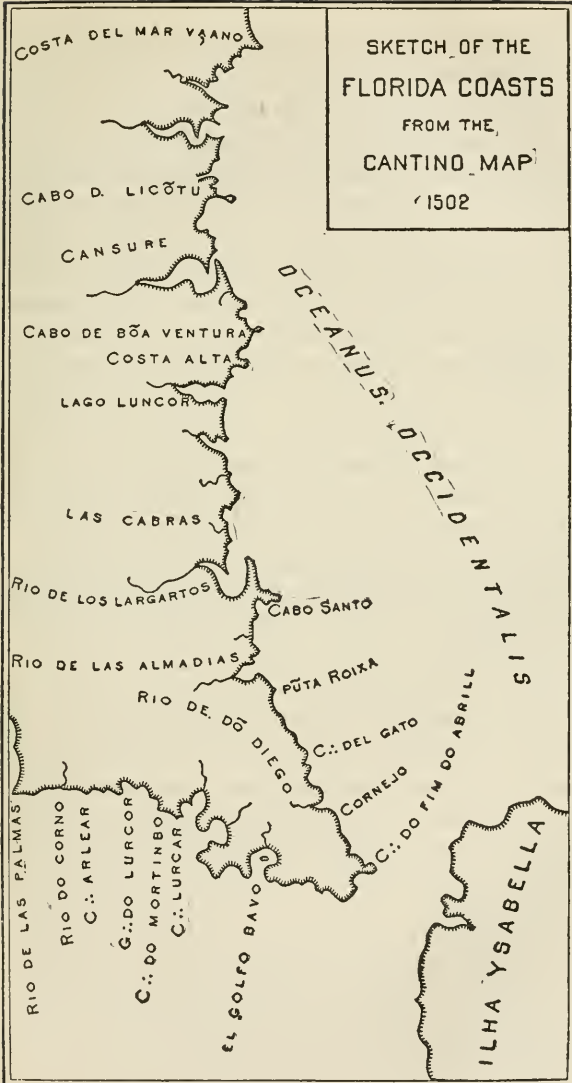 SKETCH OF THE
FLORIDA COASTS
FROM THE
CANTINO MAP
1502
COSTA DEL MAR VAANO
CABO D. LICÕTU
CANSURE
CABO DE BÕA VENTURA
COSTA ALTA
LAGO LUNCOR
LAS CABRAS
RIO DE LOS LARGARTOS
CABO SANTO
RIO DE LAS ALMADIAS
PŨTA ROIXA
RIO DE. DÕ DIEGO
C∴ DEL GATO
CORNEJO
C∴ DO FIM DO ABRILL
OCEANUS. OCCIDENTALIS
RIO DE LAS PALMAS
RIO DO CORNO
C∴ ARLEAR
G∴ DO LURCOR
C∴ DO MORTINBO
C∴ LURCAR
EL GOLFO BAVO
ILHA YSABELLA